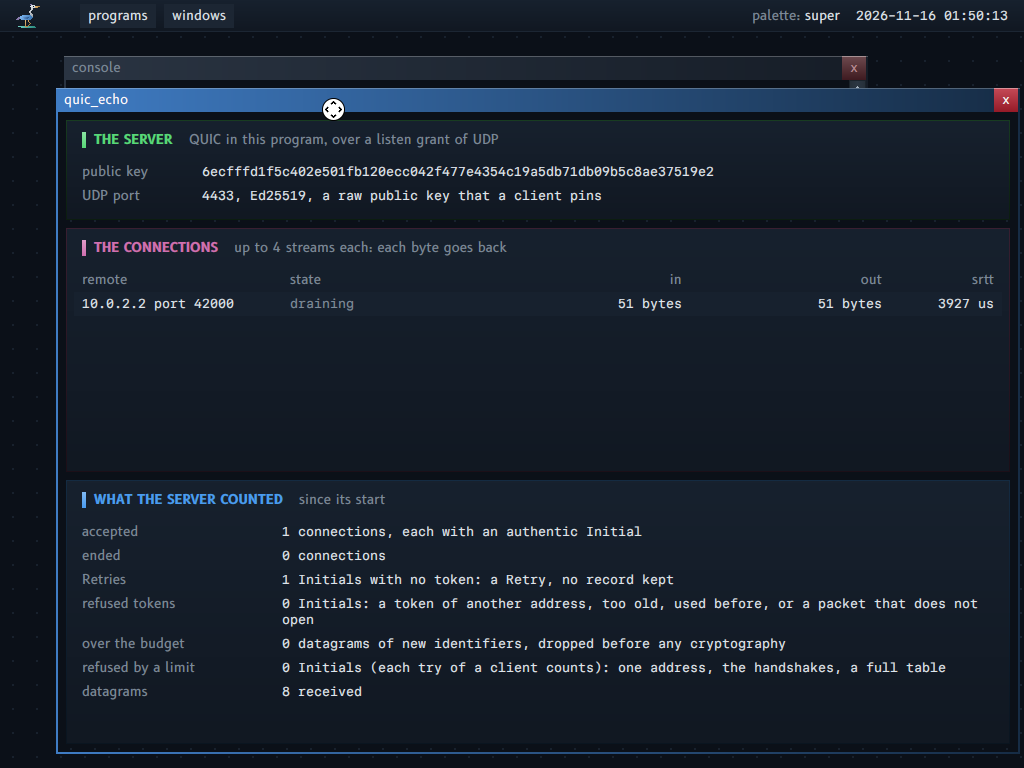 programs windows palette: super 2026-11-16 01:50:13
console x
quic_echo x
THE SERVER QUIC in this program, over a listen grant of UDP
public key 6ecfffd1f5c402e501fb120ecc042f477e4354c19a5db71db09b5c8ae37519e2
UDP port 4433, Ed25519, a raw public key that a client pins
THE CONNECTIONS up to 4 streams each: each byte goes back
remote state in out srtt
10.0.2.2 port 42000 draining 51 bytes 51 bytes 3927 us
WHAT THE SERVER COUNTED since its start
accepted 1 connections, each with an authentic Initial
ended 0 connections
Retries 1 Initials with no token: a Retry, no record kept
refused tokens 0 Initials: a token of another address, too old, used before, or a packet that does not
open
over the budget 0 datagrams of new identifiers, dropped before any cryptography
refused by a limit 0 Initials (each try of a client counts): one address, the handshakes, a full table
datagrams 8 received